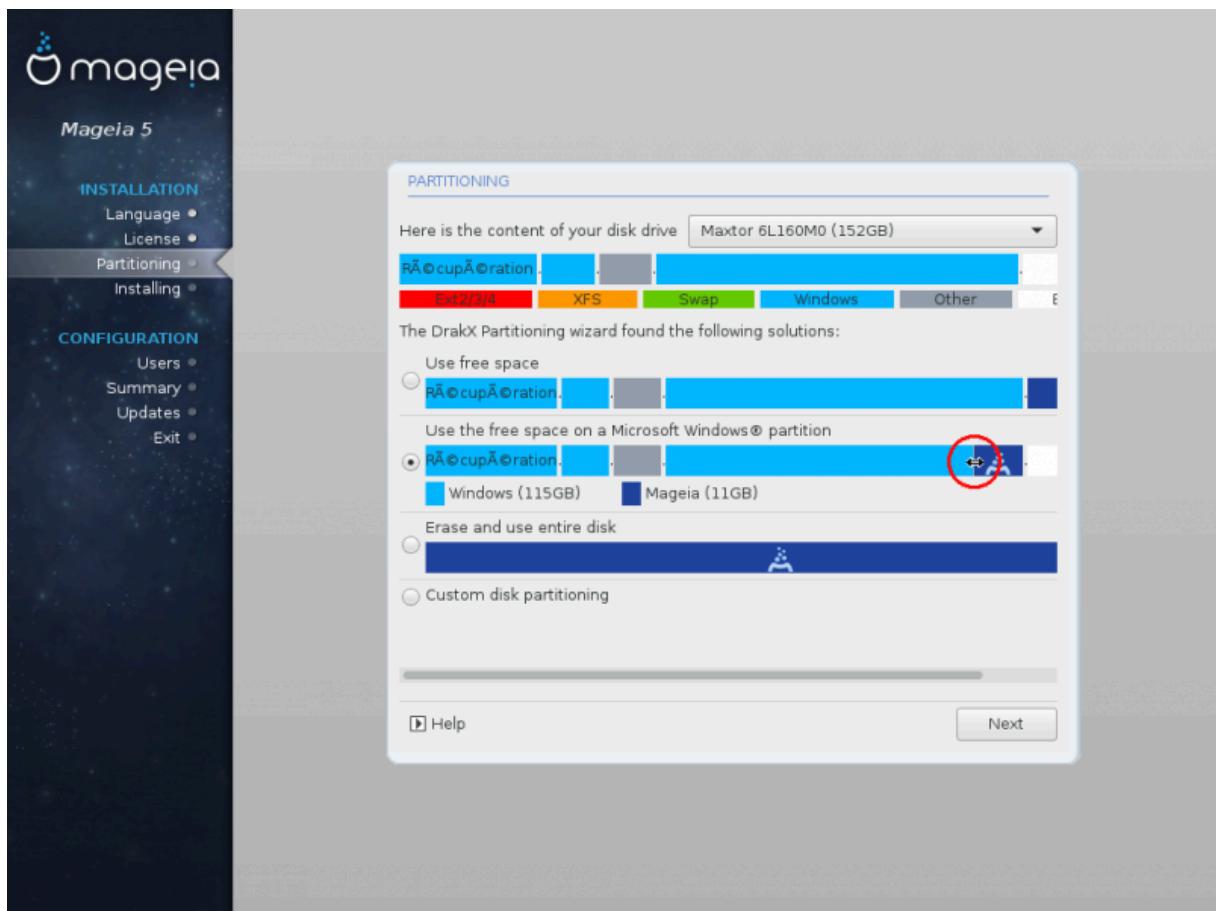 mageia
Mageia 5
INSTALLATION
Language
License
Partitioning
Installing
CONFIGURATION
Users
Summary
Updates
Exit
PARTITIONING
Here is the content of your disk drive Maxtor 6L160M0 (152GB)
RÃ©cupÃ©ration
Ext2/3/4 XFS Swap Windows Other E
The DrakX Partitioning wizard found the following solutions:
Use free space
RÃ©cupÃ©ration
Use the free space on a Microsoft Windows® partition
RÃ©cupÃ©ration
Windows (115GB) Mageia (11GB)
Erase and use entire disk
Custom disk partitioning
Help Next